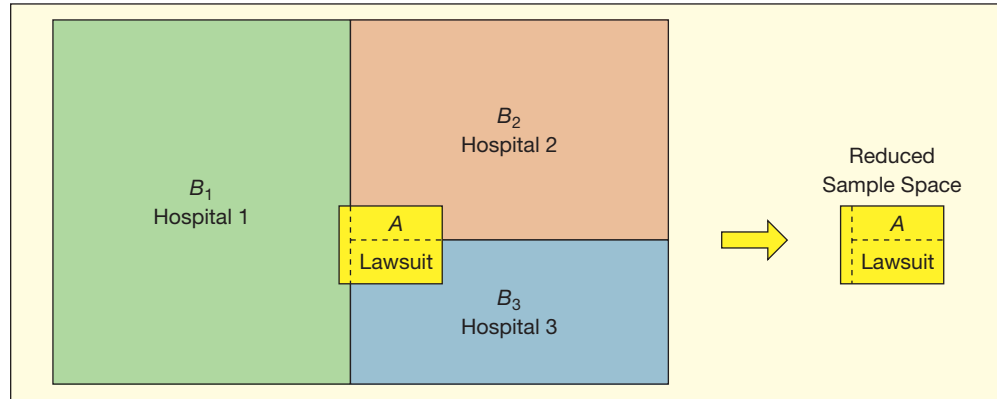 B₁
Hospital 1
B₂
Hospital 2
A
Lawsuit
B₃
Hospital 3
Reduced
Sample Space
A
Lawsuit